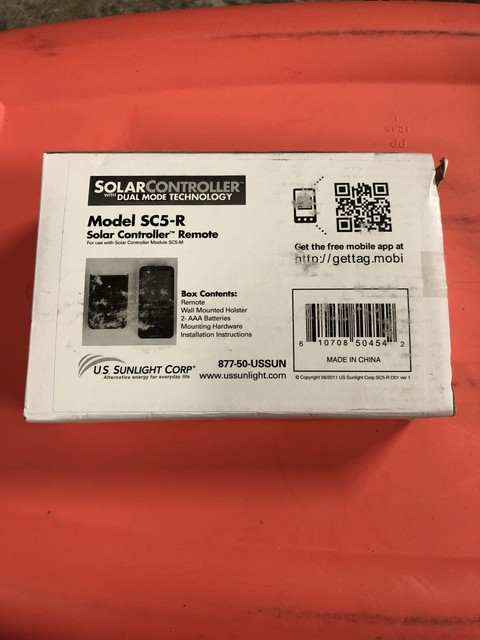 SOLARCONTROLLER™
WITH DUAL MODE TECHNOLOGY
Model SC5-R
Solar Controller™ Remote
For use with Solar Controller Module SC5-M
Box Contents:
Remote
Wall Mounted Holster
2- AAA Batteries
Mounting Hardware
Installation Instructions
U.S. SUNLIGHT CORP®
Alternative energy for everyday life
877-50-USSUN
www.ussunlight.com
Get the free mobile app at
http://gettag.mobi
6 10708 50454 2
MADE IN CHINA
© Copyright 06/2011 US Sunlight Corp SC5-R D01 ver 1